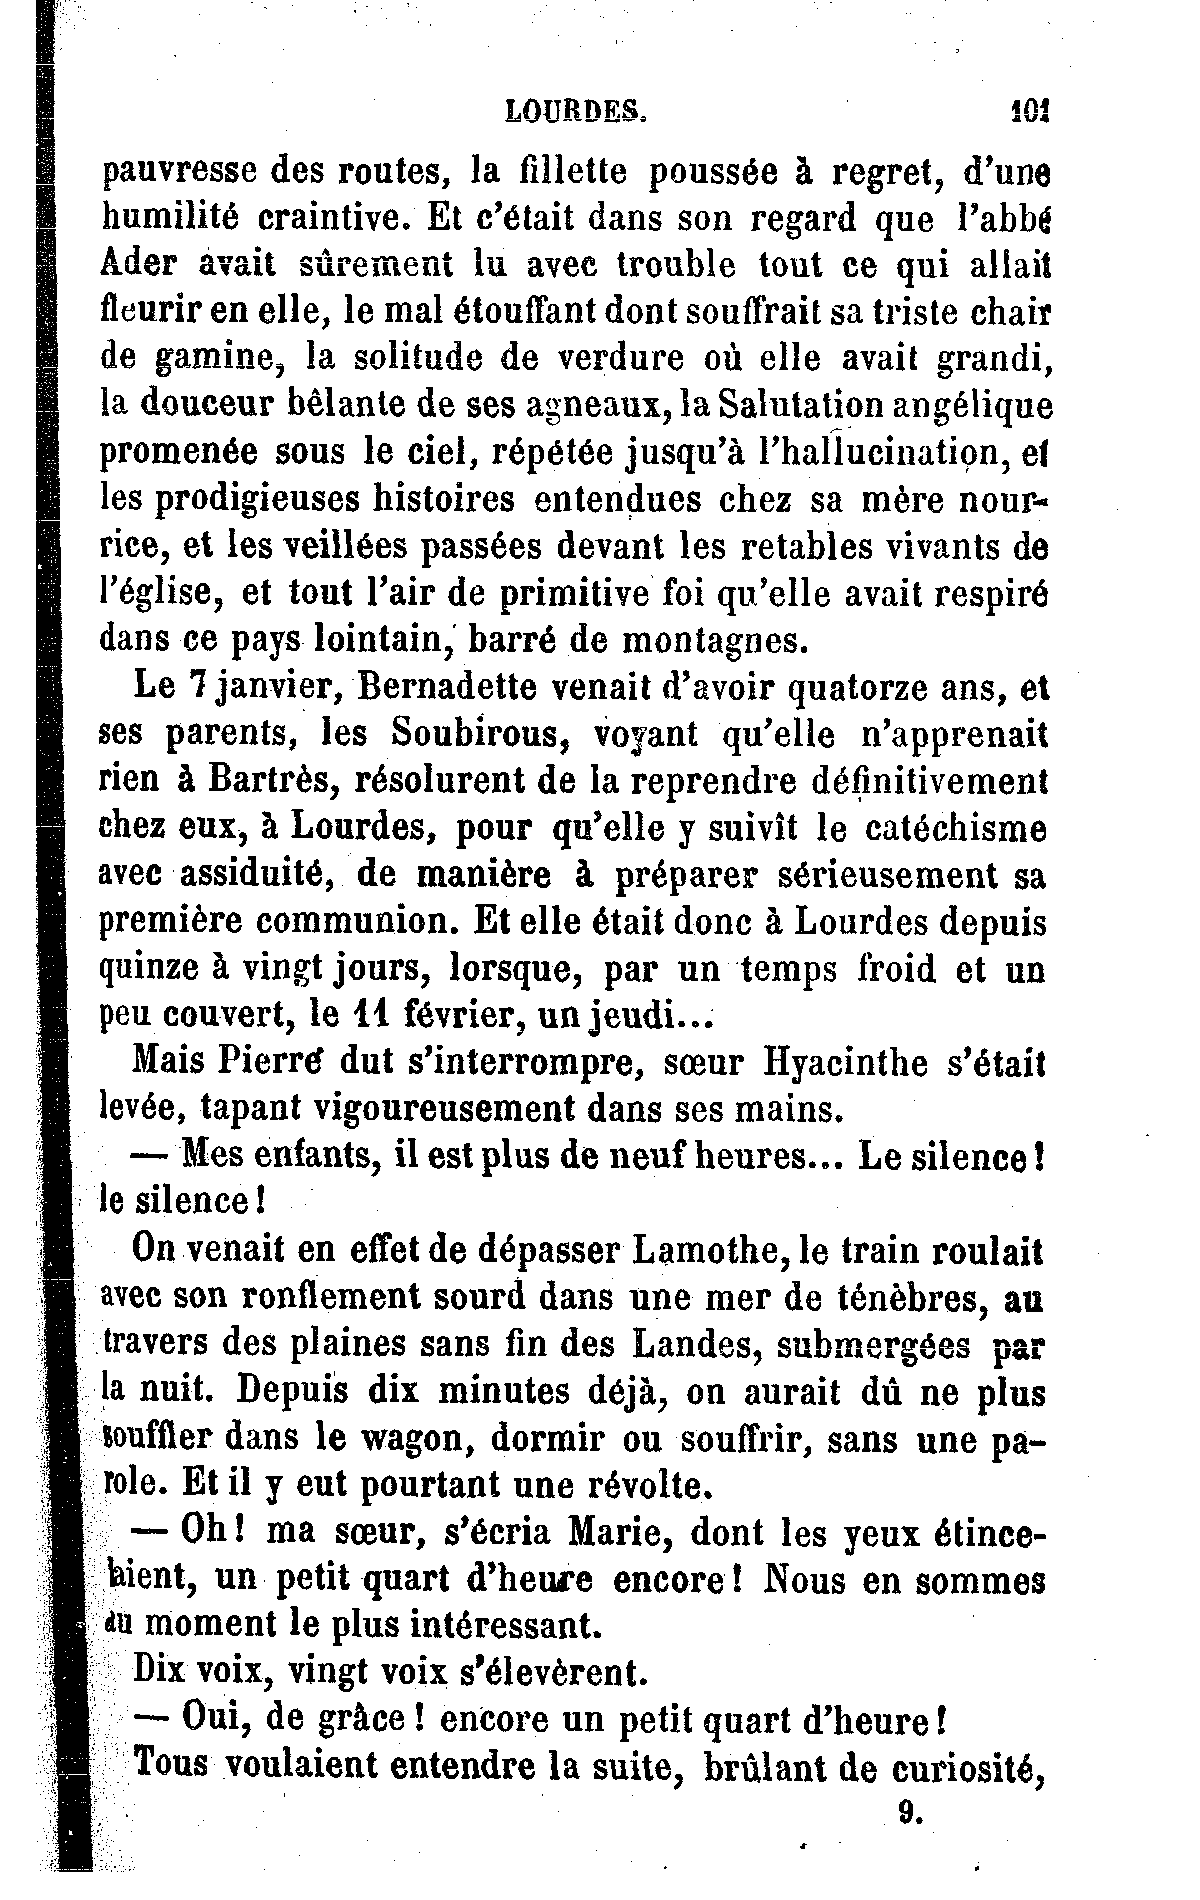 LOURDES. 101
pauvresse des routes, la fillette poussée à regret, d'une
humilité craintive. Et c'était dans son regard que l'abbé
Ader avait sûrement lu avec trouble tout ce qui allait
fleurir en elle, le mal étouffant dont souffrait sa triste chair
de gamine, la solitude de verdure où elle avait grandi,
la douceur bêlante de ses agneaux, la Salutation angélique
promenée sous le ciel, répétée jusqu'à l'hallucination, et
les prodigieuses histoires entendues chez sa mère nour-
rice, et les veillées passées devant les retables vivants de
l'église, et tout l'air de primitive foi qu'elle avait respiré
dans ce pays lointain, barré de montagnes.
Le 7 janvier, Bernadette venait d'avoir quatorze ans, et
ses parents, les Soubirous, voyant qu'elle n'apprenait
rien à Bartrès, résolurent de la reprendre définitivement
chez eux, à Lourdes, pour qu'elle y suivît le catéchisme
avec assiduité, de manière à préparer sérieusement sa
première communion. Et elle était donc à Lourdes depuis
quinze à vingt jours, lorsque, par un temps froid et un
peu couvert, le 11 février, un jeudi...
Mais Pierre dut s'interrompre, sœur Hyacinthe s'était
levée, tapant vigoureusement dans ses mains.
— Mes enfants, il est plus de neuf heures... Le silence !
le silence !
On venait en effet de dépasser Lamothe, le train roulait
avec son ronflement sourd dans une mer de ténèbres, au
travers des plaines sans fin des Landes, submergées par
la nuit. Depuis dix minutes déjà, on aurait dû ne plus
souffler dans le wagon, dormir ou souffrir, sans une pa-
role. Et il y eut pourtant une révolte.
— Oh ! ma sœur, s'écria Marie, dont les yeux étince-
laient, un petit quart d'heure encore ! Nous en sommes
au moment le plus intéressant.
Dix voix, vingt voix s'élevèrent.
— Oui, de grâce ! encore un petit quart d'heure !
Tous voulaient entendre la suite, brûlant de curiosité,
9.